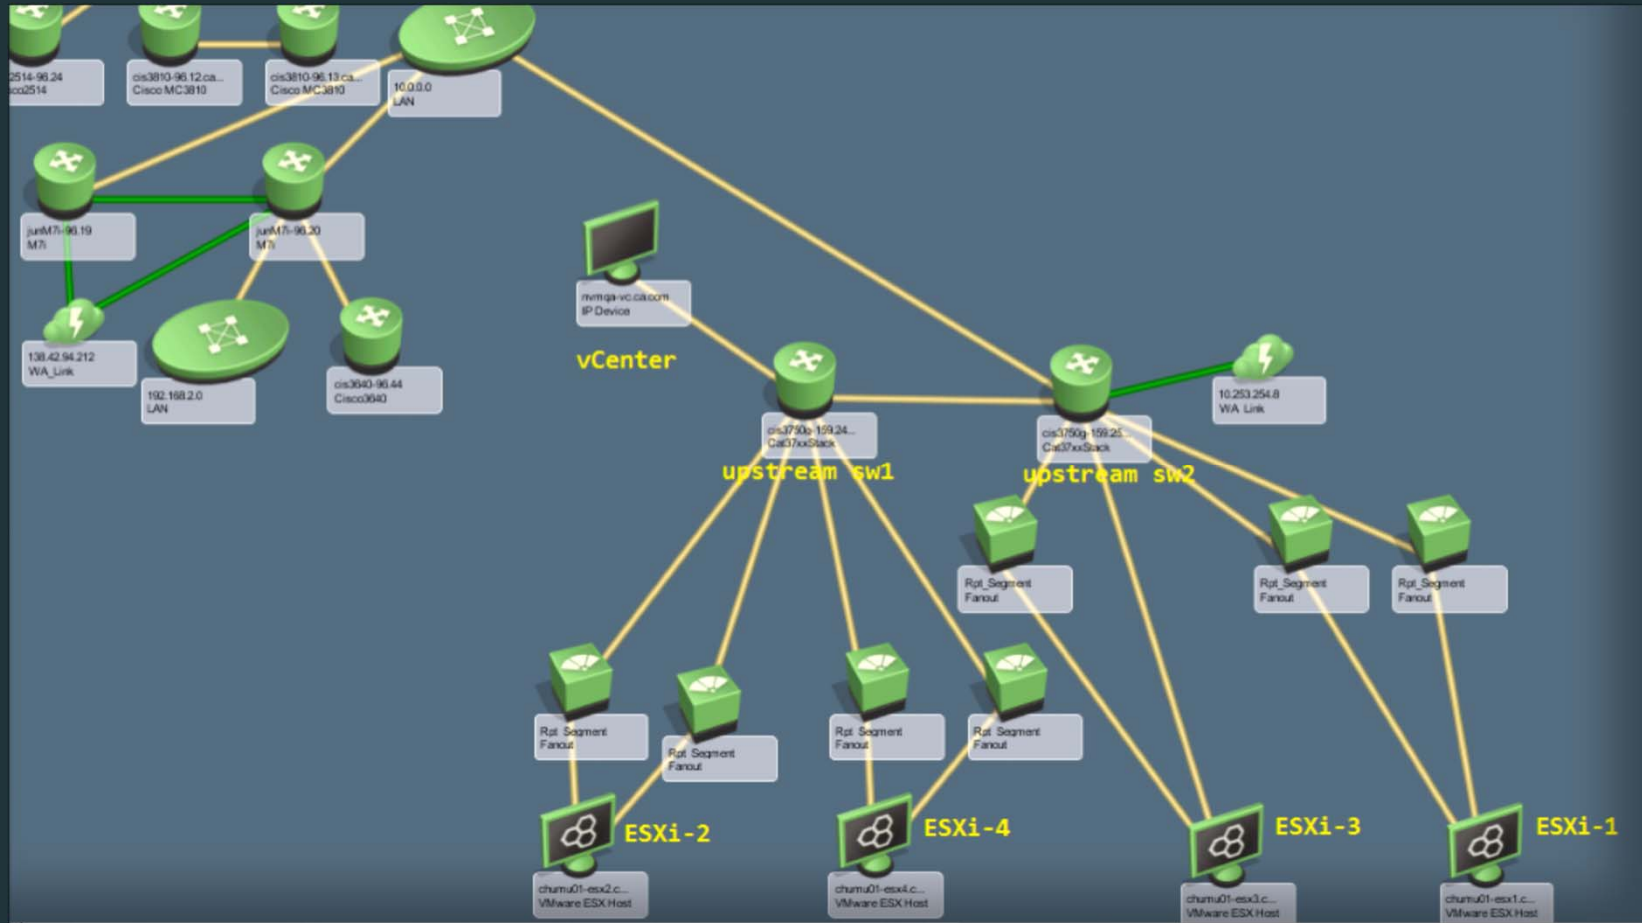 2514-96.24
sco2514
cis3810-96.12.ca...
Cisco MC3810
cis3810-96.13.ca...
Cisco MC3810
10.0.0.0
LAN
junM7i-96.19
M7i
junM7i-96.20
M7i
nvmqa-vc.ca.com
IP Device
vCenter
138.42.94.212
WA_Link
192.168.2.0
LAN
cis3640-96.44
Cisco3640
10.253.254.8
WA_Link
cis3750g-159.24...
Cat37xxStack
upstream sw1
cis3750g-159.25...
Cat37xxStack
upstream sw2
Rpt_Segment
Fanout
Rpt_Segment
Fanout
Rpt_Segment
Fanout
Rpt_Segment
Fanout
Rpt_Segment
Fanout
Rpt_Segment
Fanout
Rpt_Segment
Fanout
ESXi-2
ESXi-4
ESXi-3
ESXi-1
chumu01-esx2.c...
VMware ESX Host
chumu01-esx4.c...
VMware ESX Host
chumu01-esx3.c...
VMware ESX Host
chumu01-esx1.c...
VMware ESX Host